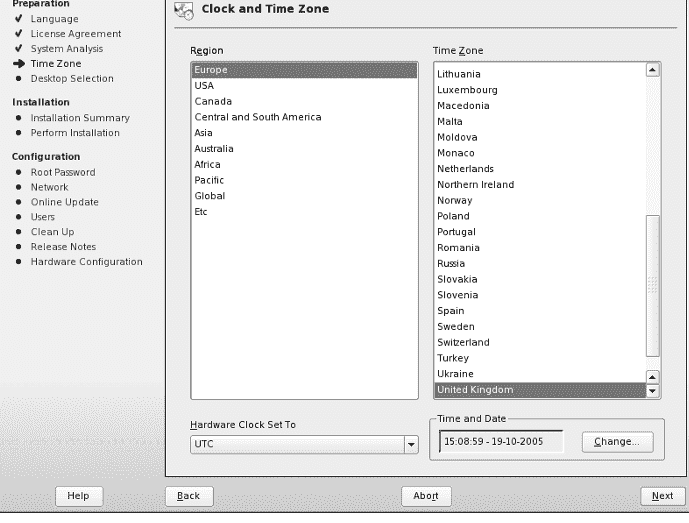 Preparation
Language
License Agreement
System Analysis
Time Zone
Desktop Selection
Installation
Installation Summary
Perform Installation
Configuration
Root Password
Network
Online Update
Users
Clean Up
Release Notes
Hardware Configuration
Clock and Time Zone
Region
Europe
USA
Canada
Central and South America
Asia
Australia
Africa
Pacific
Global
Etc
Time Zone
Lithuania
Luxembourg
Macedonia
Malta
Moldova
Monaco
Netherlands
Northern Ireland
Norway
Poland
Portugal
Romania
Russia
Slovakia
Slovenia
Spain
Sweden
Switzerland
Turkey
Ukraine
United Kingdom
Hardware Clock Set To
UTC
Time and Date
15:08:59 - 19-10-2005
Change...
Help
Back
Abort
Next